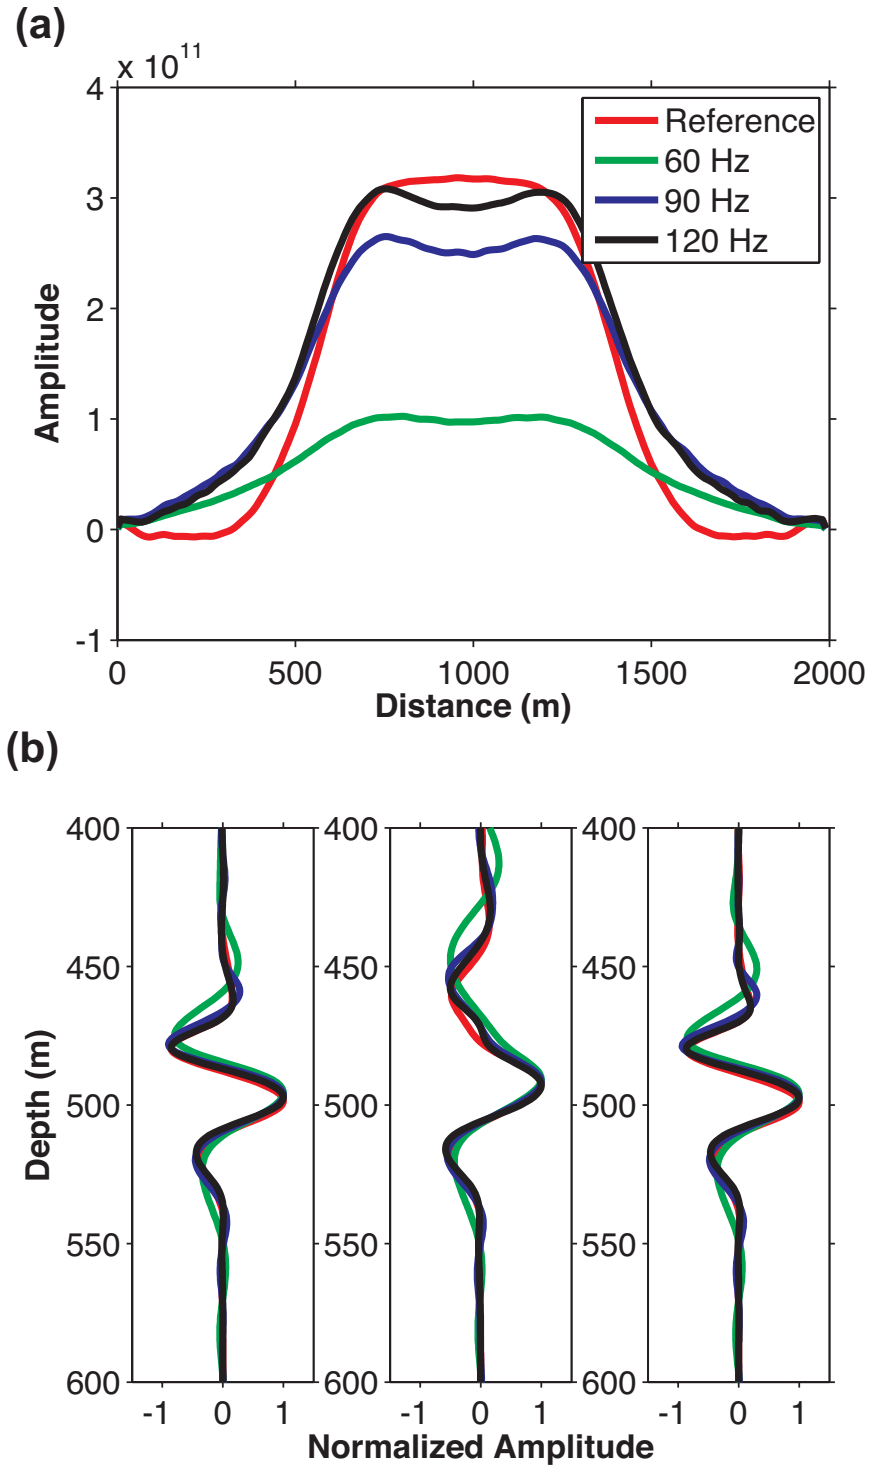 (a)
x 10^11
4
3
2
1
0
-1
Amplitude
Reference
60 Hz
90 Hz
120 Hz
0 500 1000 1500 2000
Distance (m)
(b)
400 400 400
450 450 450
500 500 500
550 550 550
600 600 600
Depth (m)
-1 0 1 -1 0 1 -1 0 1
Normalized Amplitude